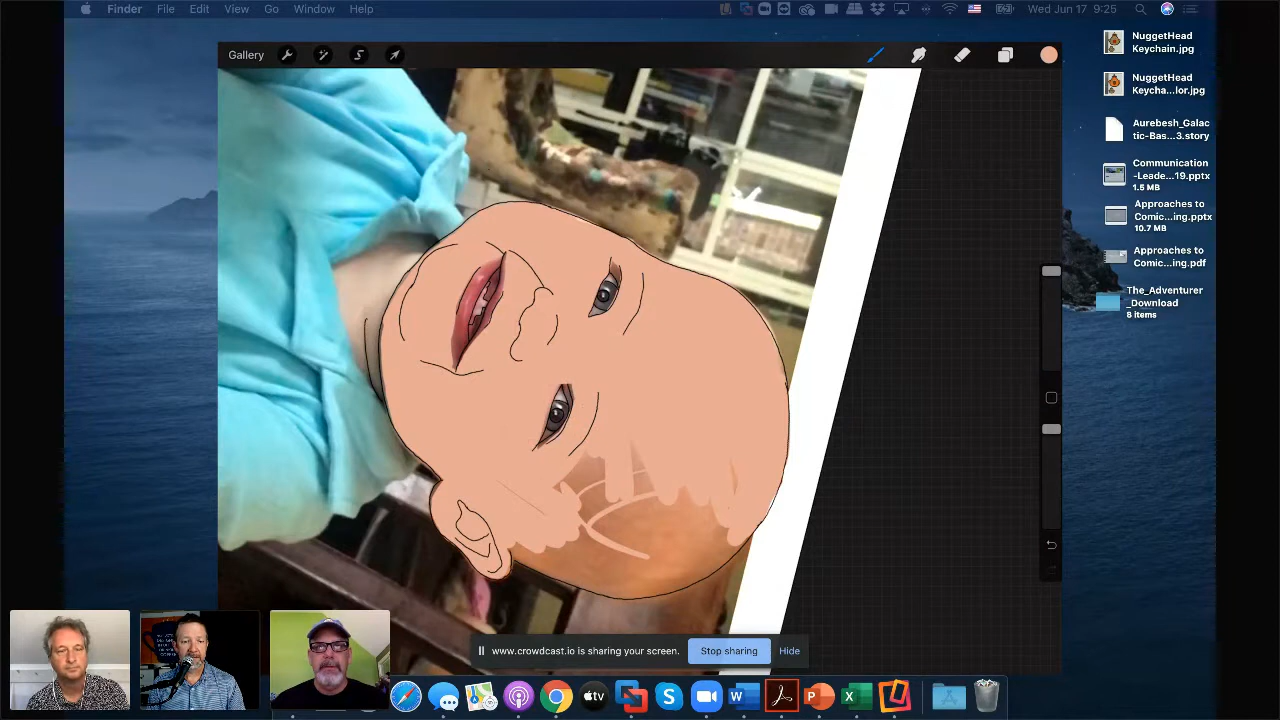 Finder File Edit View Go Window Help
Wed Jun 17 9:25
NuggetHead
Keychain.jpg
NuggetHead
Keycha...lor.jpg
Aurebesh_Galac
tic-Bas...3.story
Communication
-Leade...19.pptx
1.5 MB
Approaches to
Comic...ing.pptx
10.7 MB
Approaches to
Comic...ing.pdf
The_Adventurer
_Download
8 items
Gallery
www.crowdcast.io is sharing your screen.
Stop sharing
Hide
tv